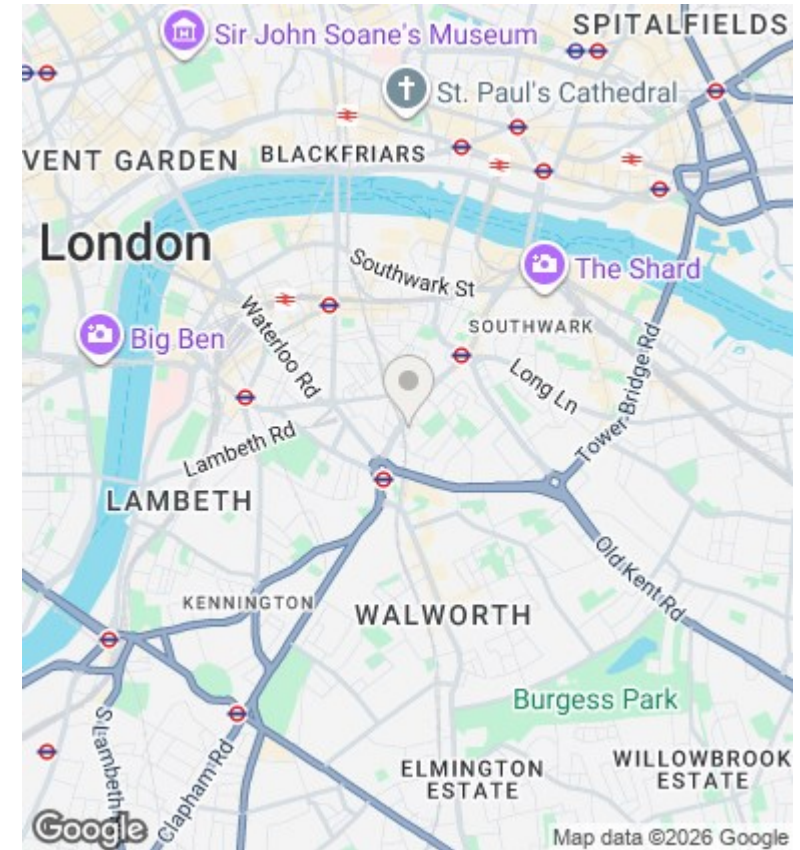 SPITALFIELDS
Sir John Soane's Museum
St. Paul's Cathedral
VENT GARDEN
BLACKFRIARS
London
Southwark St
The Shard
SOUTHWARK
Big Ben
Waterloo Rd
Long Ln
Tower Bridge Rd
Lambeth Rd
LAMBETH
Old Kent Rd
KENNINGTON
WALWORTH
Burgess Park
S Lambeth
Clapham Rd
ELMINGTON
ESTATE
WILLOWBROOK
ESTATE
Google
Map data ©2026 Google